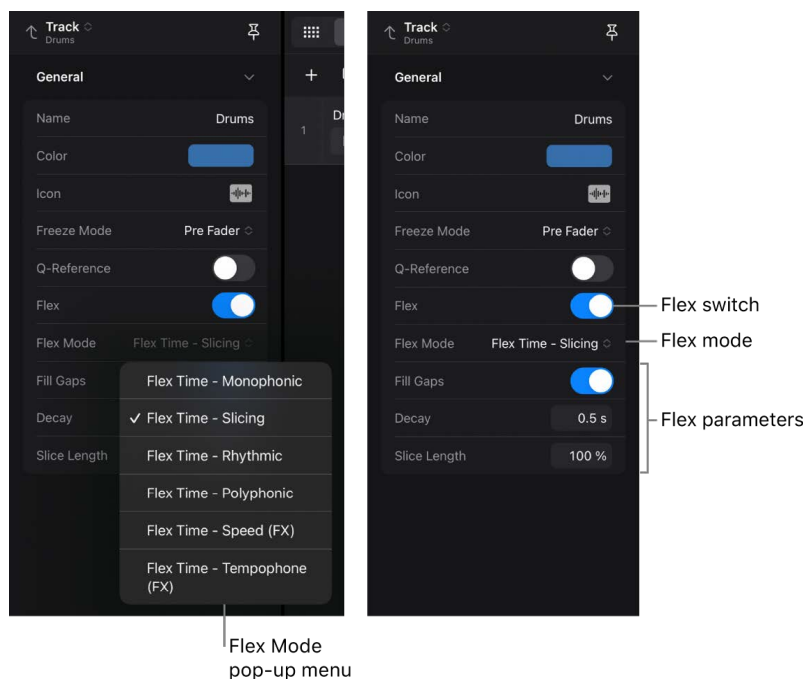 Track
Drums
General
Name Drums
Color
Icon
Freeze Mode Pre Fader
Q-Reference
Flex
Flex Mode Flex Time - Slicing
Fill Gaps
Decay
Slice Length
Flex Time - Monophonic
✓ Flex Time - Slicing
Flex Time - Rhythmic
Flex Time - Polyphonic
Flex Time - Speed (FX)
Flex Time - Tempophone
(FX)
Flex Mode
pop-up menu
+
1
Track
Drums
General
Name Drums
Color
Icon
Freeze Mode Pre Fader
Q-Reference
Flex
Flex Mode Flex Time - Slicing
Fill Gaps
Decay 0.5 s
Slice Length 100 %
Flex switch
Flex mode
Flex parameters